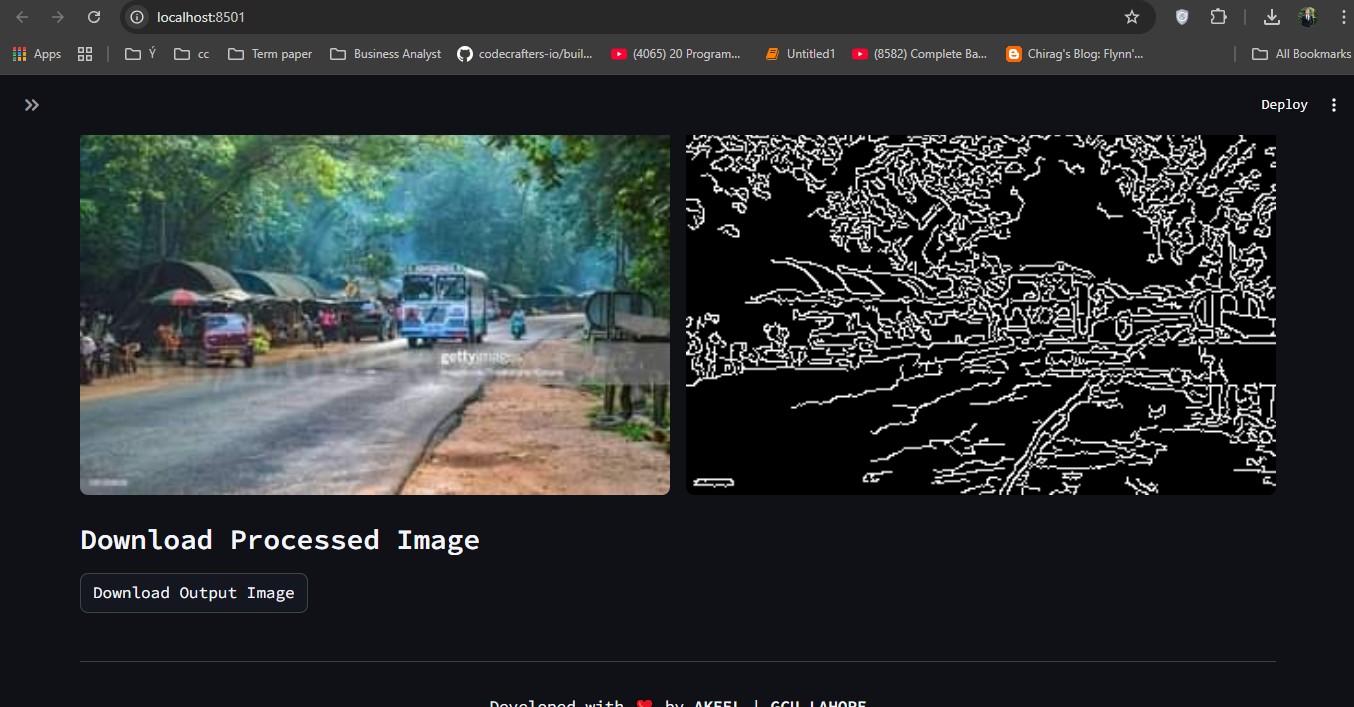 localhost:8501
Apps Ý cc Term paper Business Analyst codecrafters-io/buil... (4065) 20 Program... Untitled1 (8582) Complete Ba... Chirag's Blog: Flynn'... All Bookmarks
Deploy
gettyimages
Download Processed Image
Download Output Image
Developed with ❤️ by AKEEL | GCU LAHORE